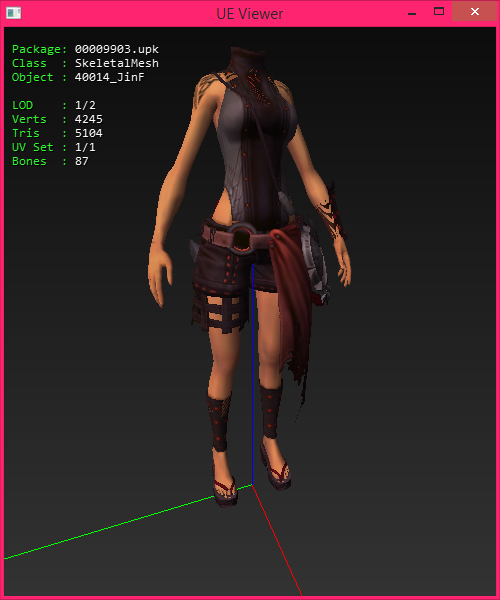 UE Viewer
Package: 00009903.upk
Class  : SkeletalMesh
Object : 40014_JinF
LOD    : 1/2
Verts  : 4245
Tris   : 5104
UV Set : 1/1
Bones  : 87